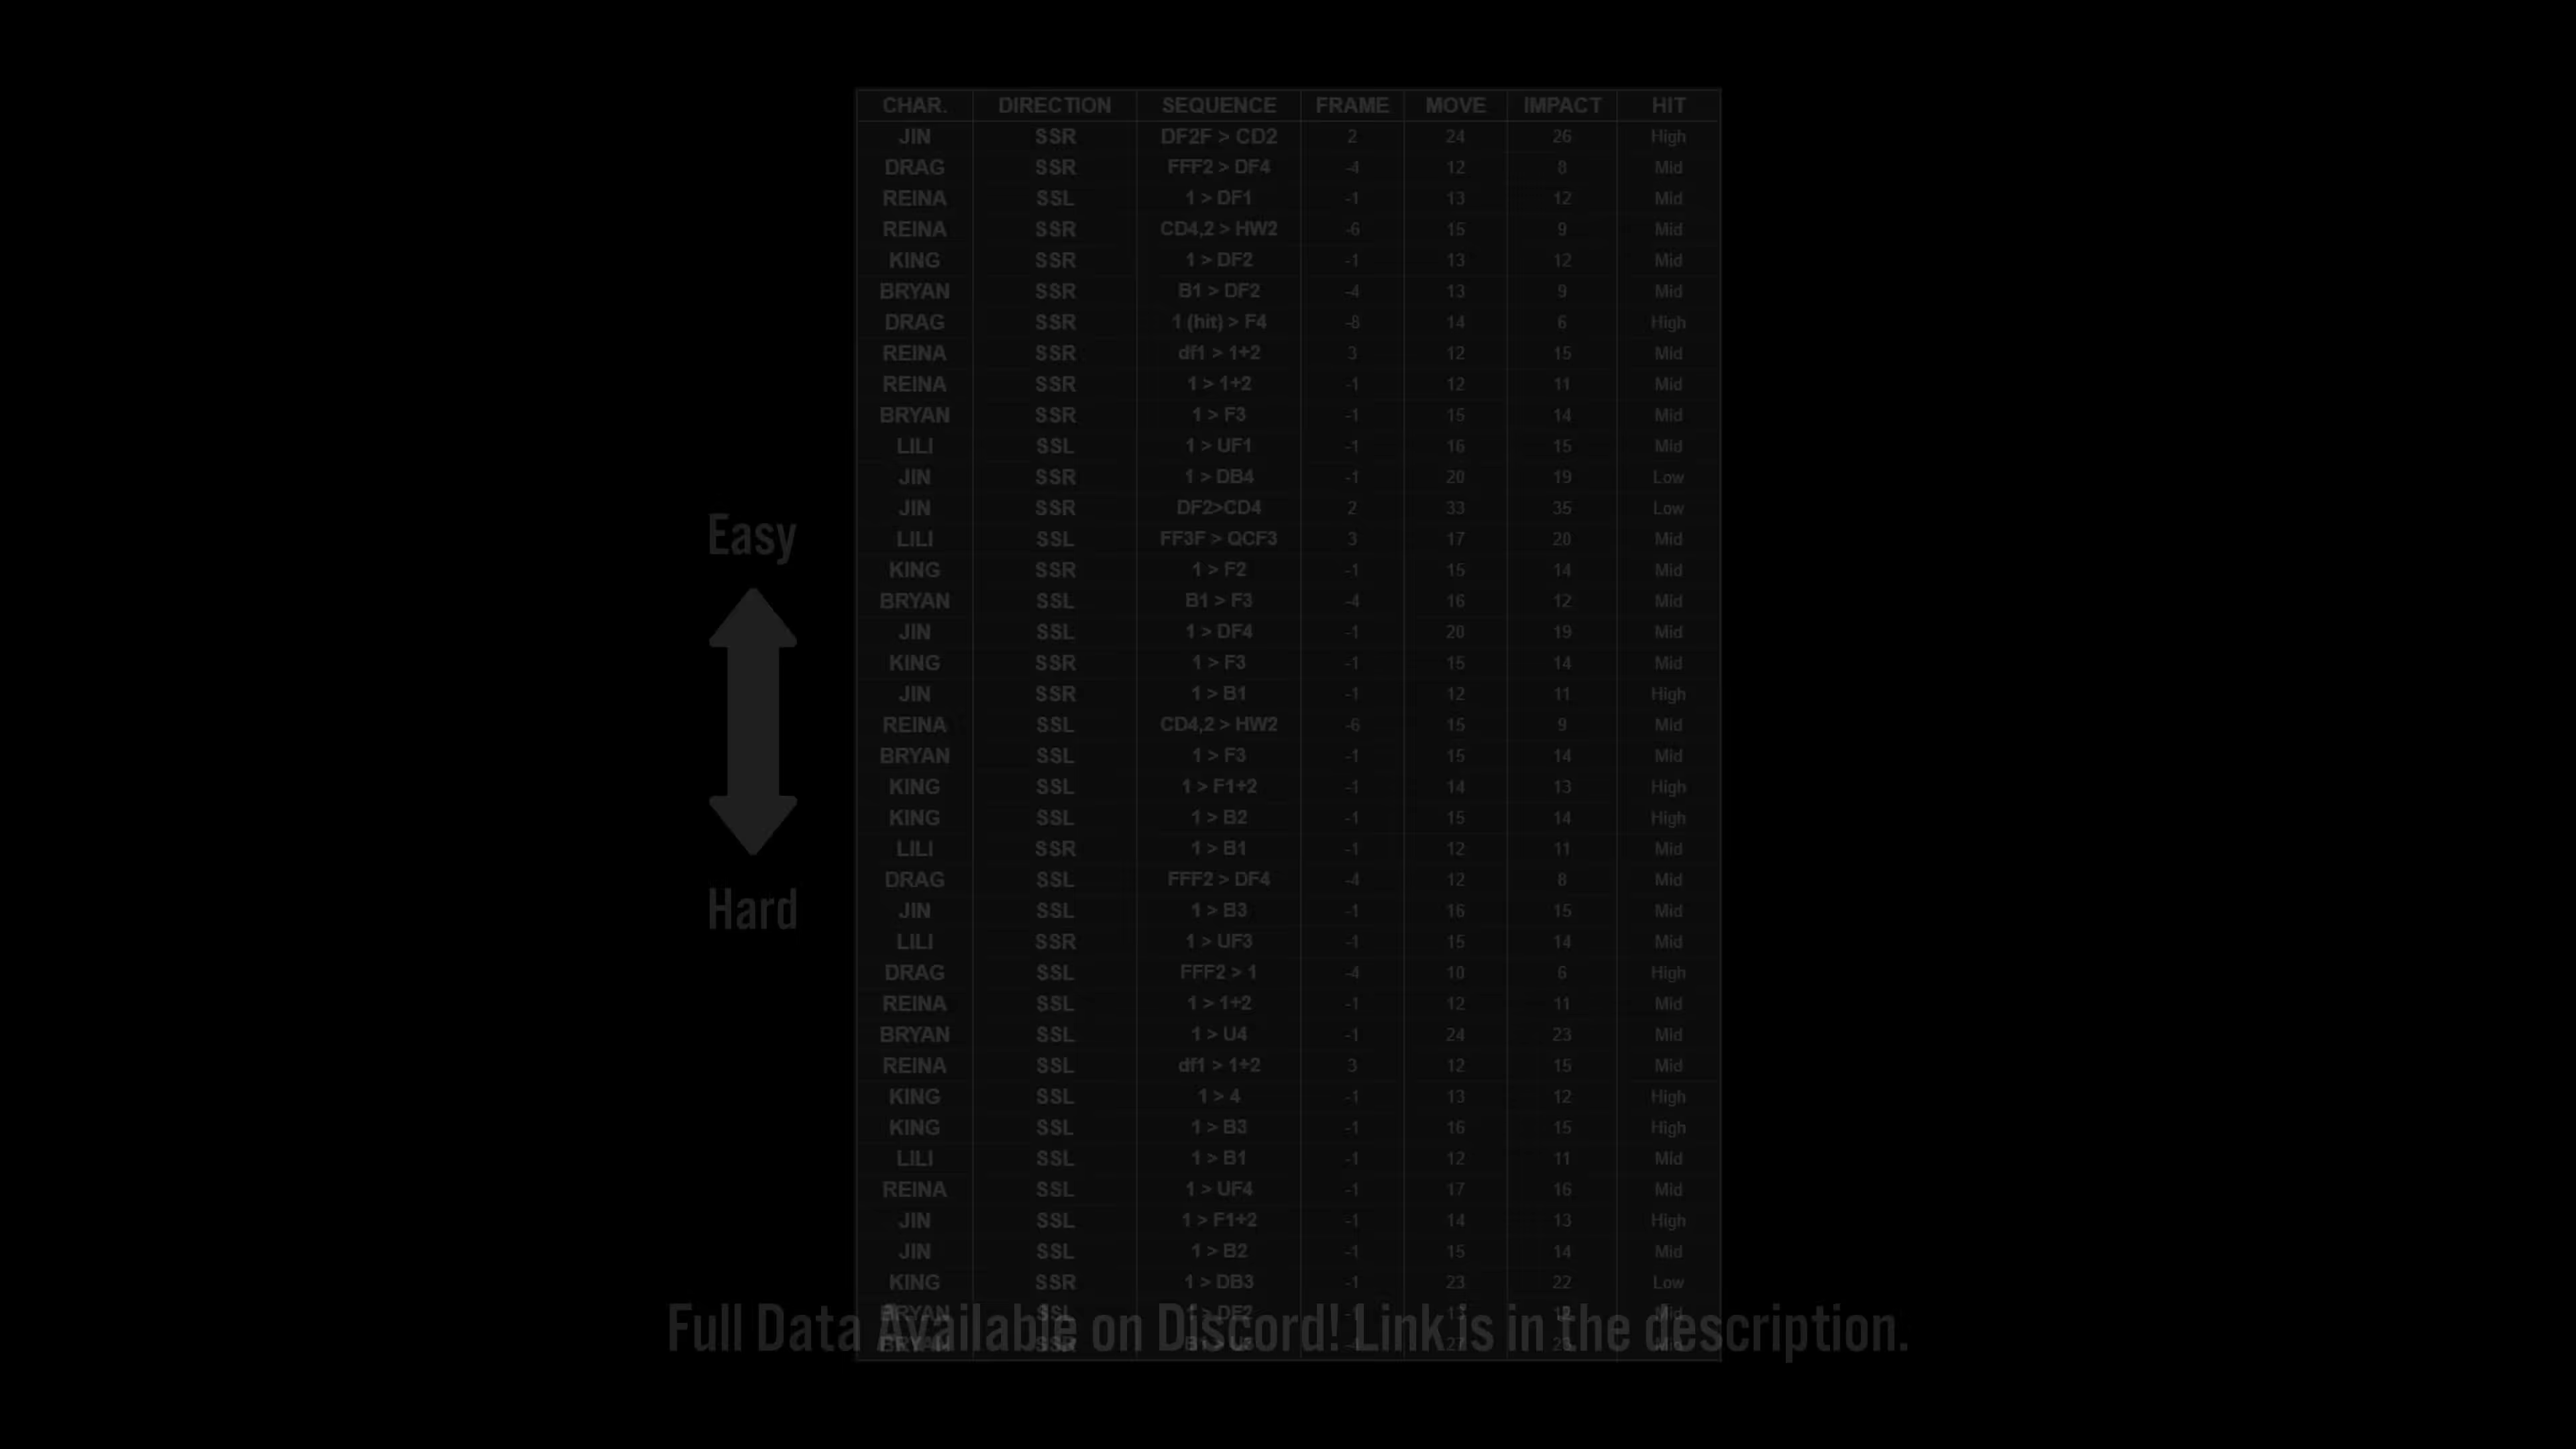 CHAR. DIRECTION SEQUENCE FRAME MOVE IMPACT HIT
JIN SSR DF2F > CD2 2 24 26 High
DRAG SSR FFF2 > DF4 -4 12 8 Mid
REINA SSL 1 > DF1 -1 13 12 Mid
REINA SSR CD4,2 > HW2 -6 15 9 Mid
KING SSR 1 > DF2 -1 13 12 Mid
BRYAN SSR B1 > DF2 -4 13 9 Mid
DRAG SSR 1 (hit) > F4 -8 14 6 High
REINA SSR df1 > 1+2 3 12 15 Mid
REINA SSR 1 > 1+2 -1 12 11 Mid
BRYAN SSR 1 > F3 -1 15 14 Mid
LILI SSL 1 > UF1 -1 16 15 Mid
JIN SSR 1 > DB4 -1 20 19 Low
JIN SSR DF2>CD4 2 33 35 Low
LILI SSL FF3F > QCF3 3 17 20 Mid
KING SSR 1 > F2 -1 15 14 Mid
BRYAN SSL B1 > F3 -4 16 12 Mid
JIN SSL 1 > DF4 -1 20 19 Mid
KING SSR 1 > F3 -1 15 14 Mid
JIN SSR 1 > B1 -1 12 11 High
REINA SSL CD4,2 > HW2 -6 15 9 Mid
BRYAN SSL 1 > F3 -1 15 14 Mid
KING SSL 1 > F1+2 -1 14 13 High
KING SSL 1 > B2 -1 15 14 High
LILI SSR 1 > B1 -1 12 11 Mid
DRAG SSL FFF2 > DF4 -4 12 8 Mid
JIN SSL 1 > B3 -1 16 15 Mid
LILI SSR 1 > UF3 -1 15 14 Mid
DRAG SSL FFF2 > 1 -4 10 6 High
REINA SSL 1 > 1+2 -1 12 11 Mid
BRYAN SSL 1 > U4 -1 24 23 Mid
REINA SSL df1 > 1+2 3 12 15 Mid
KING SSL 1 > 4 -1 13 12 High
KING SSL 1 > B3 -1 16 15 High
LILI SSL 1 > B1 -1 12 11 Mid
REINA SSL 1 > UF4 -1 17 16 Mid
JIN SSL 1 > F1+2 -1 14 13 High
JIN SSL 1 > B2 -1 15 14 Mid
KING SSR 1 > DB3 -1 23 22 Low
BRYAN SSL 1 > DF2 -1 Mid
BRYAN SSR B1 > U3 -4 27 23 Mid
Easy
Hard
Full Data Available on Discord! Link is in the description.